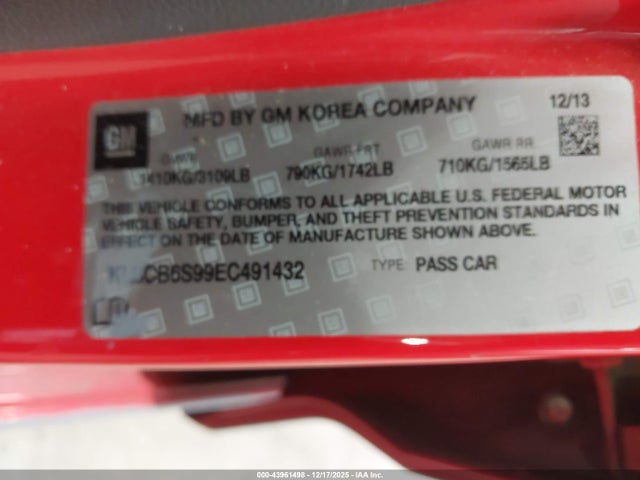 GM
MFD BY GM KOREA COMPANY 12/13
GVWR GAWR FRT GAWR RR
1410KG/3109LB 790KG/1742LB 710KG/1565LB
THIS VEHICLE CONFORMS TO ALL APPLICABLE U.S. FEDERAL MOTOR
VEHICLE SAFETY, BUMPER, AND THEFT PREVENTION STANDARDS IN
EFFECT ON THE DATE OF MANUFACTURE SHOWN ABOVE.
CB6S99EC491432 TYPE: PASS CAR
000-43961498 - 12/17/2025 - IAA Inc.